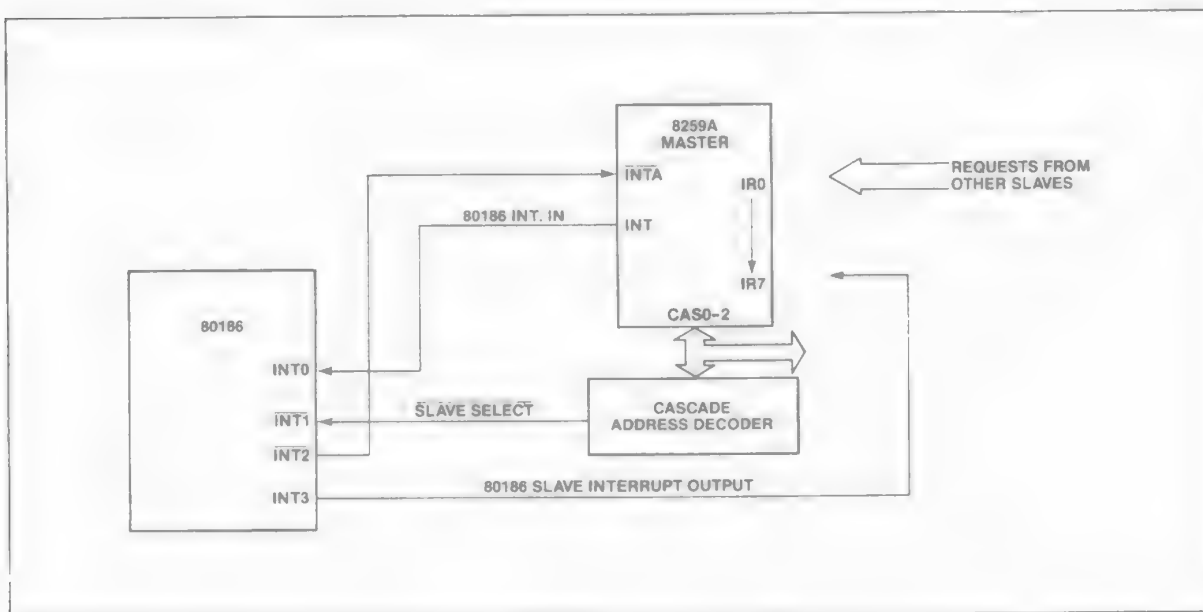 8259A
MASTER
INTA
IR0
REQUESTS FROM
OTHER SLAVES
80186 INT. IN
INT
IR7
CAS0-2
80186
INT0
SLAVE SELECT
CASCADE
ADDRESS DECODER
INT1
INT2
80186 SLAVE INTERRUPT OUTPUT
INT3